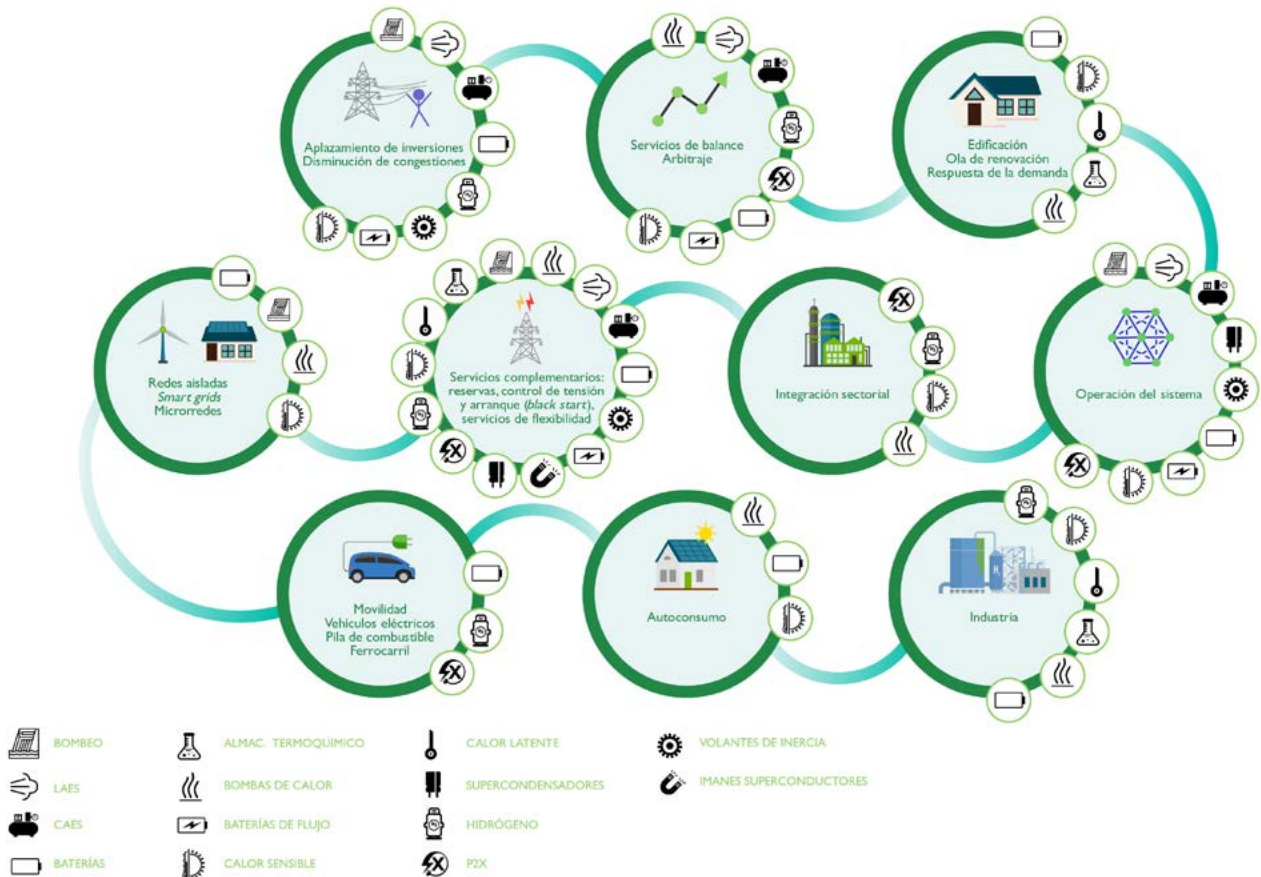 Aplazamiento de inversiones
Disminución de congestiones
Servicios de balance
Arbitraje
Edificación
Ola de renovación
Respuesta de la demanda
Redes aisladas
Smart grids
Microrredes
Servicios complementarios:
reservas, control de tensión
y arranque (black start),
servicios de flexibilidad
Integración sectorial
Operación del sistema
Movilidad
Vehículos eléctricos
Pila de combustible
Ferrocarril
Autoconsumo
H₂
Industria
BOMBEO
ALMAC. TERMOQUIMICO
CALOR LATENTE
VOLANTES DE INERCIA
LAES
BOMBAS DE CALOR
SUPERCONDENSADORES
IMANES SUPERCONDUCTORES
CAES
BATERÍAS DE FLUJO
HIDRÓGENO
BATERÍAS
CALOR SENSIBLE
P2X